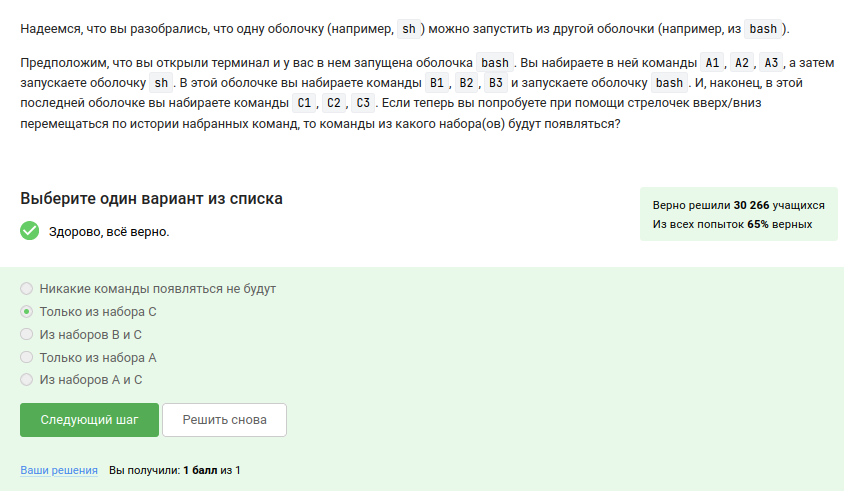 Надеемся, что вы разобрались, что одну оболочку (например, sh ) можно запустить из другой оболочки (например, из bash ).
Предположим, что вы открыли терминал и у вас в нем запущена оболочка bash . Вы набираете в ней команды A1 , A2 , A3 , а затем
запускаете оболочку sh . В этой оболочке вы набираете команды B1 , B2 , B3 и запускаете оболочку bash . И, наконец, в этой
последней оболочке вы набираете команды C1 , C2 , C3 . Если теперь вы попробуете при помощи стрелочек вверх/вниз
перемещаться по истории набранных команд, то команды из какого набора(ов) будут появляться?
Выберите один вариант из списка
Здорово, всё верно.
Верно решили 30 266 учащихся
Из всех попыток 65% верных
Никакие команды появляться не будут
Только из набора C
Из наборов B и C
Только из набора A
Из наборов A и C
Следующий шаг
Решить снова
Ваши решения Вы получили: 1 балл из 1